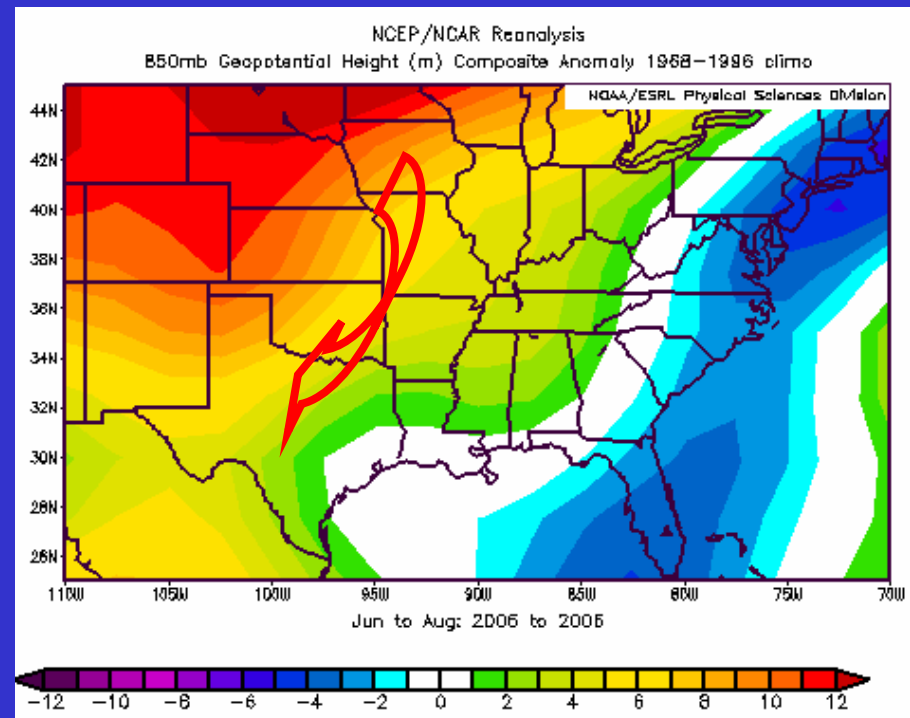 NCEP/NCAR Reanalysis
850mb Geopotential Height (m) Composite Anomaly 1968-1996 climo
NOAA/ESRL Physical Sciences Division
44N
42N
40N
38N
36N
34N
32N
30N
28N
26N
110W 105W 100W 95W 90W 85W 80W 75W 70W
Jun to Aug: 2006 to 2006
-12 -10 -8 -6 -4 -2 0 2 4 6 8 10 12